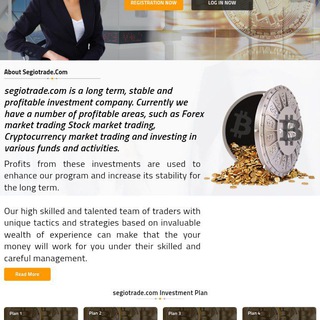 REGISTRATION NOW
LOG IN NOW
About Segiotrade.Com
segiotrade.com is a long term, stable and
profitable investment company. Currently we
have a number of profitable areas, such as Forex
market trading Stock market trading,
Cryptocurrency market trading and investing in
various funds and activities.
Profits from these investments are used to
enhance our program and increase its stability for
the long term.
Our high skilled and talented team of traders with
unique tactics and strategies based on invaluable
wealth of experience can make that the your
money will work for you under their skilled and
careful management.
Read More
segiotrade.com Investment Plan
Plan 1
Plan 2
Plan 3
Plan 4